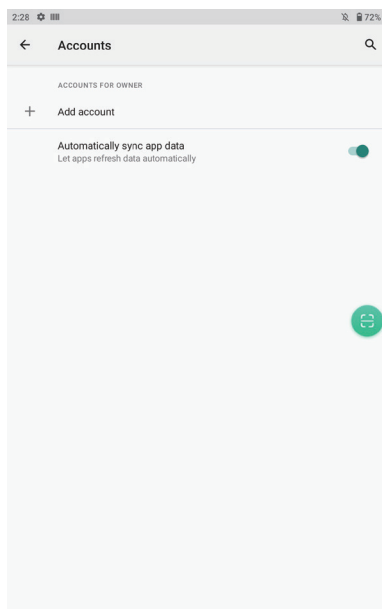 2:28
72%
Accounts
ACCOUNTS FOR OWNER
Add account
Automatically sync app data
Let apps refresh data automatically